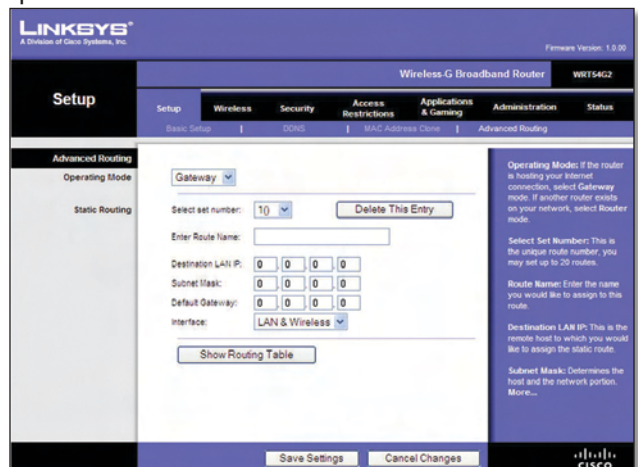 LINKSYS®
A Division of Cisco Systems, Inc.
Firmware Version: 1.0.00
Wireless-G Broadband Router WRT54G2
Setup
Setup Wireless Security Access Restrictions Applications & Gaming Administration Status
Basic Setup | DDNS | MAC Address Clone | Advanced Routing
Advanced Routing
Operating Mode
Gateway
Static Routing
Select set number: 10 Delete This Entry
Enter Route Name:
Destination LAN IP: 0 . 0 . 0 . 0
Subnet Mask: 0 . 0 . 0 . 0
Default Gateway: 0 . 0 . 0 . 0
Interface: LAN & Wireless
Show Routing Table
Operating Mode: If the router
is hosting your Internet
connection, select Gateway
mode. If another router exists
on your network, select Router
mode.
Select Set Number: This is
the unique route number, you
may set up to 20 routes.
Route Name: Enter the name
you would like to assign to this
route.
Destination LAN IP: This is the
remote host to which you would
like to assign the static route.
Subnet Mask: Determines the
host and the network portion.
More...
Save Settings Cancel Changes
CISCO